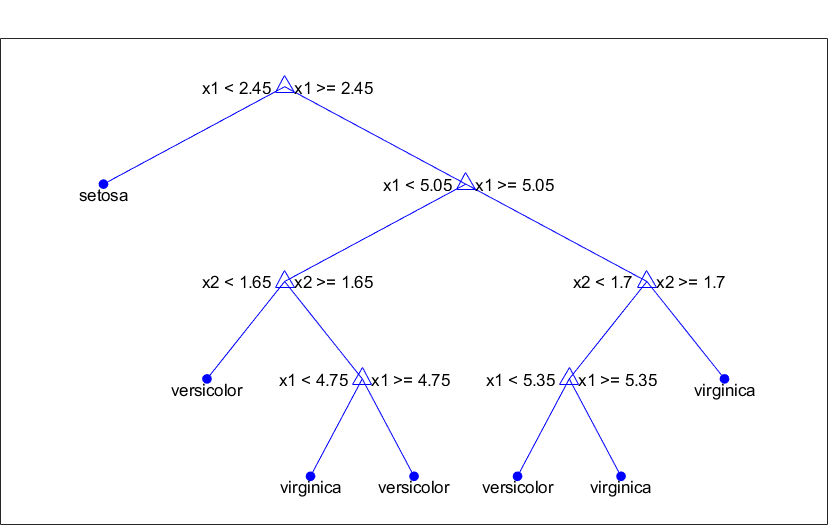 x1 < 2.45 x1 >= 2.45
setosa
x1 < 5.05 x1 >= 5.05
x2 < 1.65 x2 >= 1.65
x2 < 1.7 x2 >= 1.7
versicolor
x1 < 4.75 x1 >= 4.75
x1 < 5.35 x1 >= 5.35
virginica
virginica
versicolor
versicolor
virginica